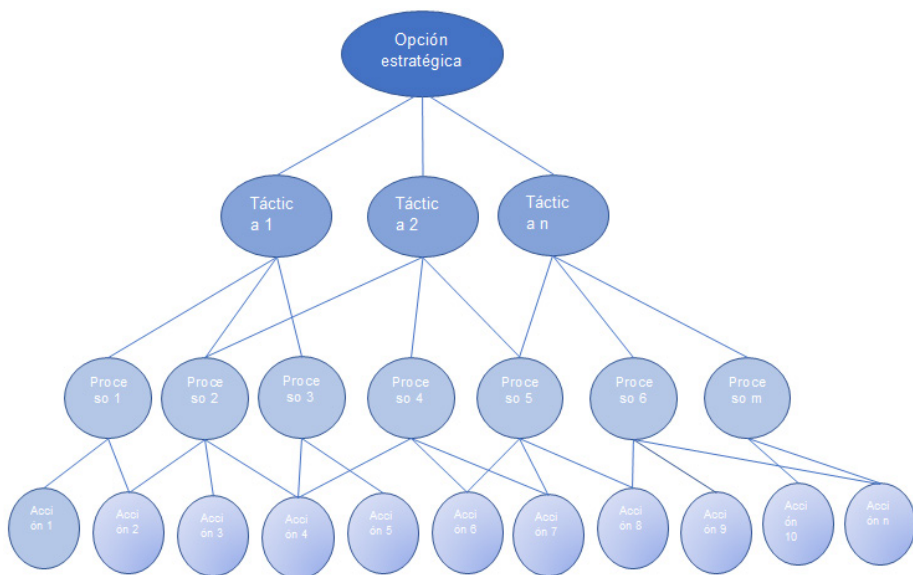 Opción
estratégica
Táctic
a 1
Táctic
a 2
Táctic
a n
Proce
so 1
Proce
so 2
Proce
so 3
Proce
so 4
Proce
so 5
Proce
so 6
Proce
so m
Acci
ón 1
Acci
ón 2
Acci
ón 3
Acci
ón 4
Acci
ón 5
Acci
ón 6
Acci
ón 7
Acci
ón 8
Acci
ón 9
Acci
ón
10
Acci
ón n